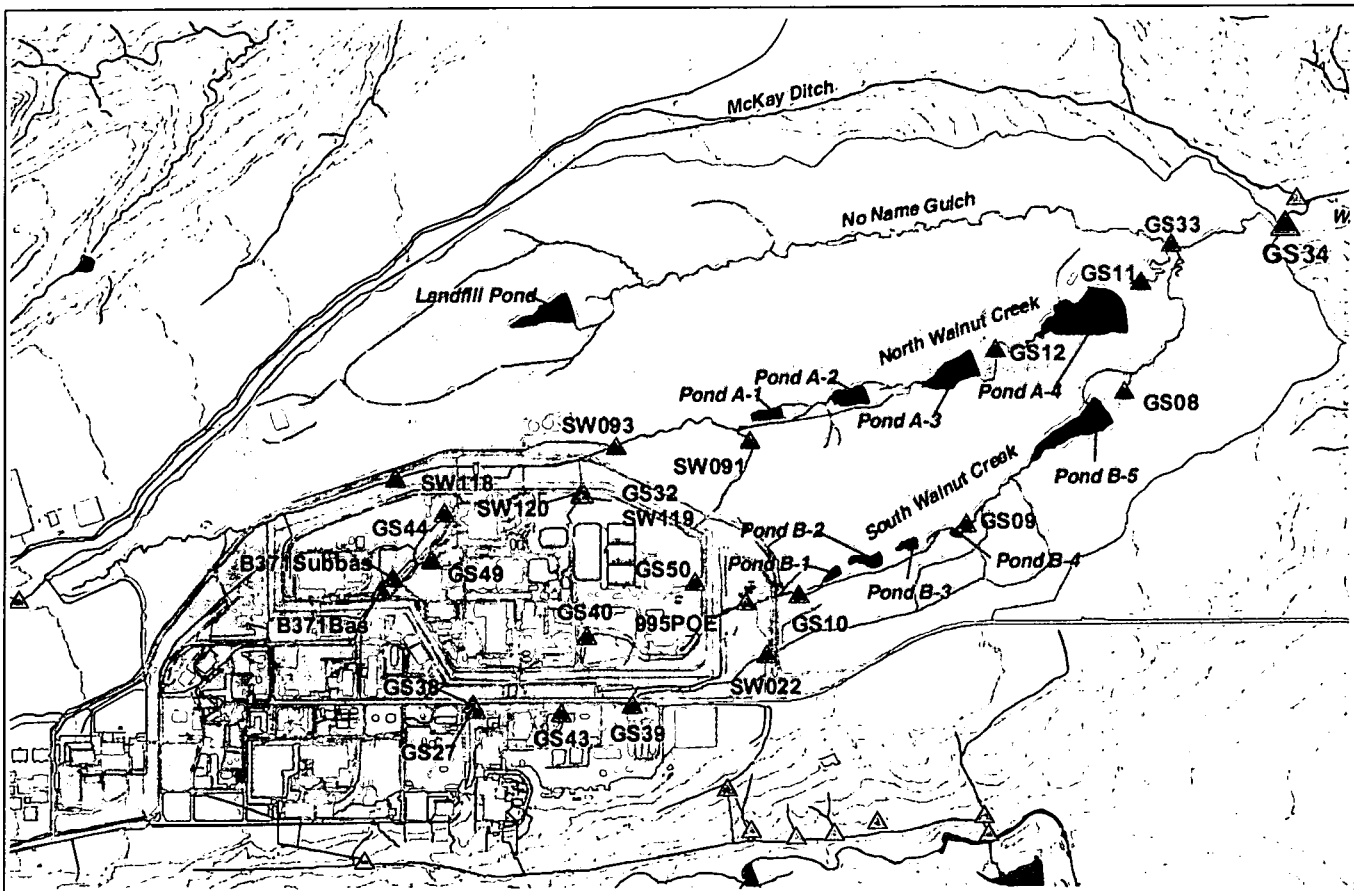 McKay Ditch
No Name Gulch
GS33
W.
GS34
GS11
Landfill Pond
North Walnut Creek
GS12
Pond A-2
Pond A-1
Pond A-4
Pond A-3
GS08
SW093
SW091
South Walnut Creek
Pond B-5
SW118
GS32
SW120
GS44
SW119
GS09
Pond B-2
Pond B-4
B371Subbas
GS49
Pond B-1
GS50
Pond B-3
B371Bas
GS40
995POE
GS10
SW022
GS38
GS27
GS43
GS39